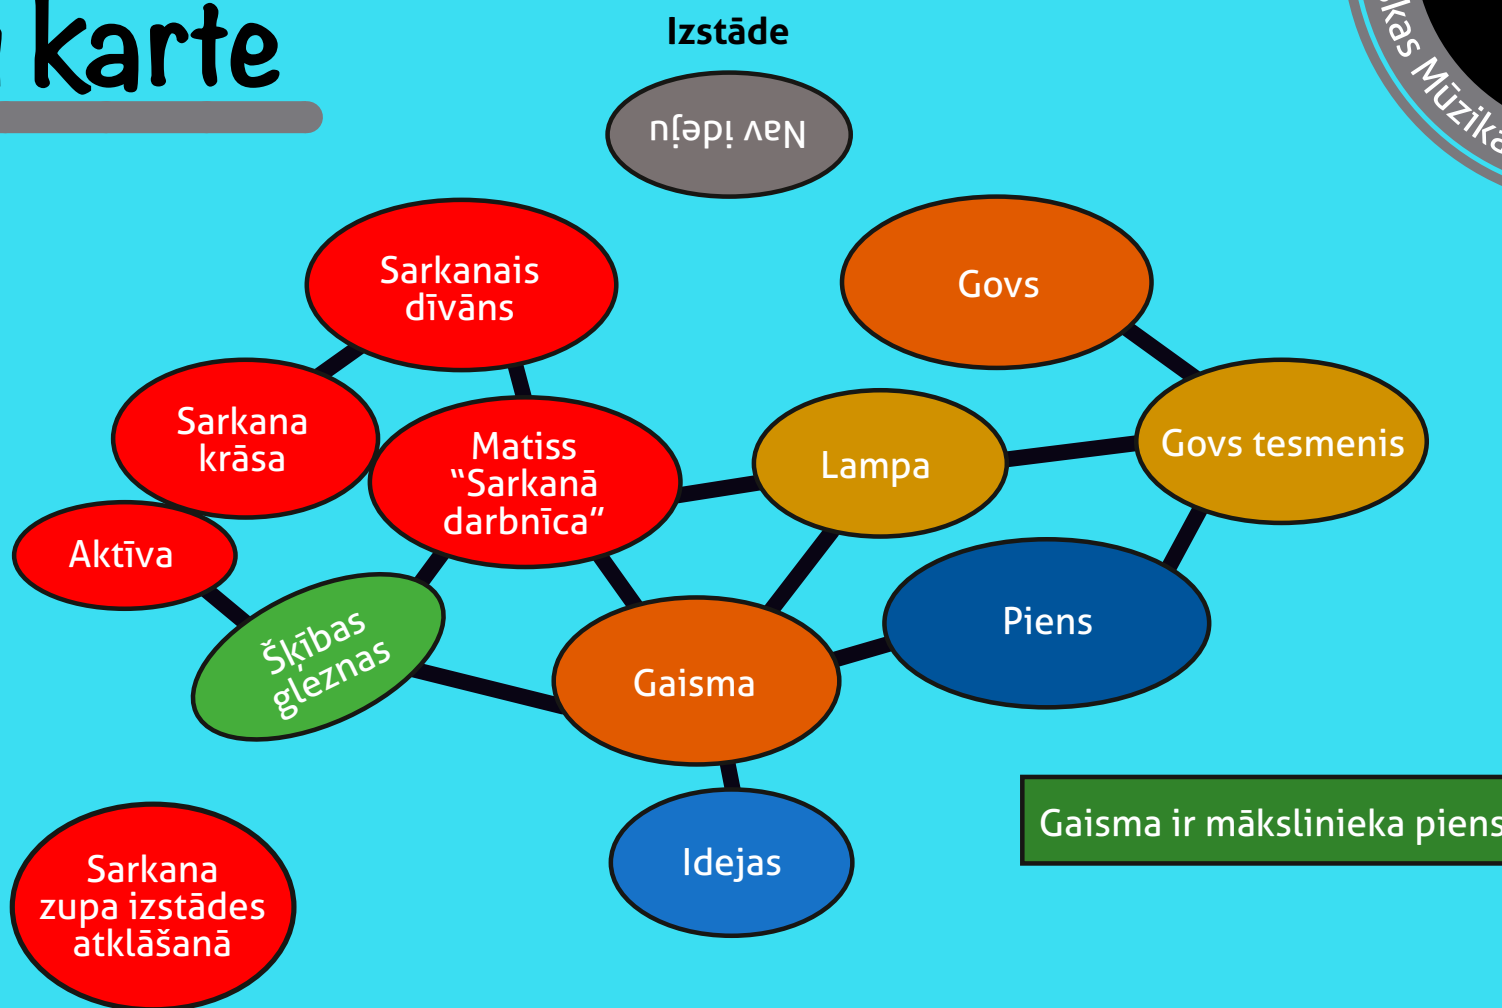 karte
Izstāde
Mūzika
Nav ideju
Sarkanais
dīvāns
Govs
Sarkana
krāsa
Matiss
“Sarkanā
darbnīca”
Lampa
Govs tesmenis
Aktīva
Šķības
gleznas
Gaisma
Piens
Idejas
Gaisma ir mākslinieka piens
Sarkana
zupa izstādes
atklāšanā